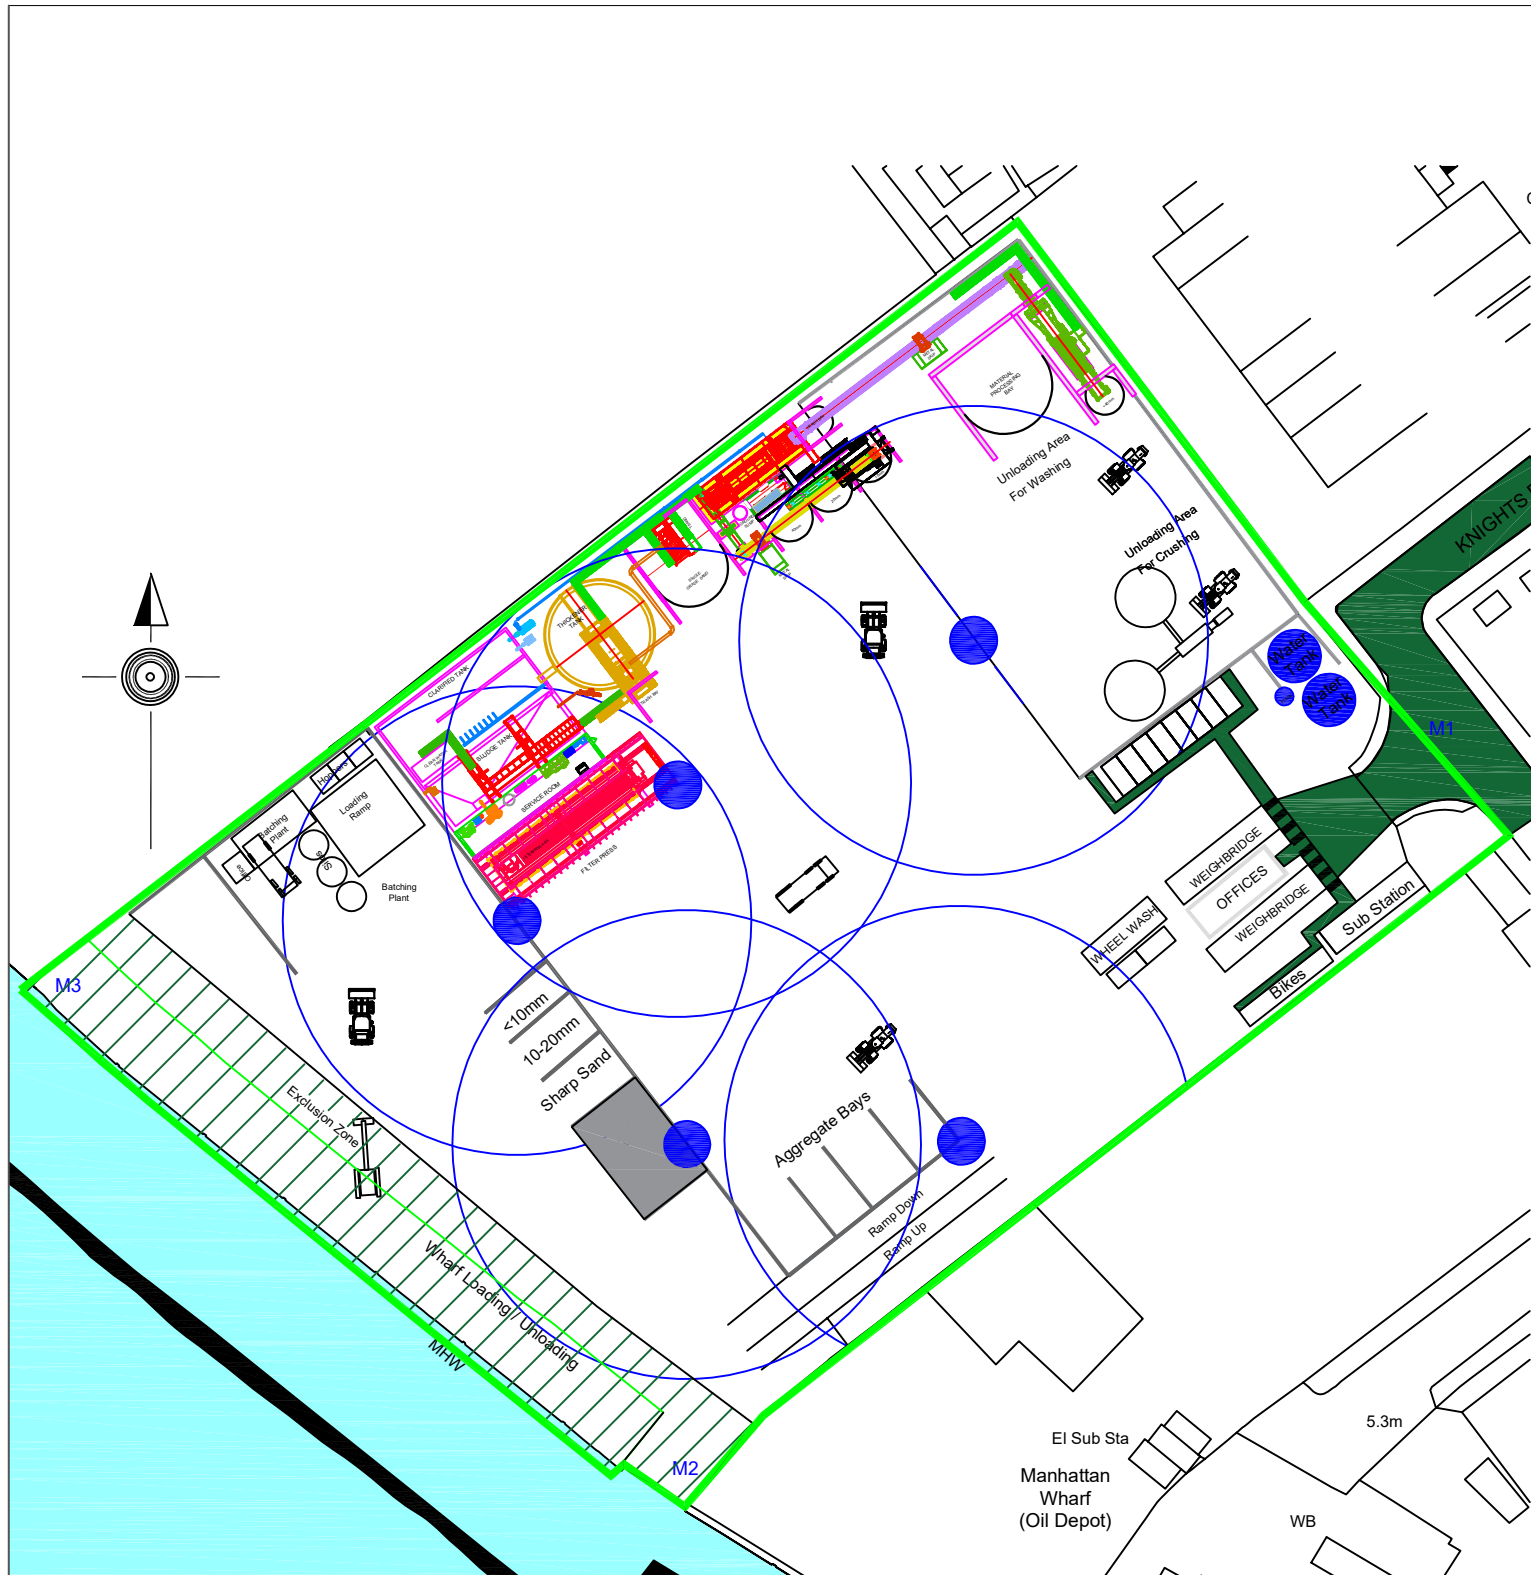 KNIGHTS
MATERIAL
PROCESSING
BAY
Unloading Area
For Washing
Unloading Area
For Crushing
Water
Tank
Water
Tank
M1
THICKENER
TANK
CLARIFIED TANK
SLUDGE TANK
SERVICE ROOM
FILTER PRESS
Hoppers
Loading
Ramp
Batching
Plant
Silos
Office
Batching
Plant
WEIGHBRIDGE
OFFICES
WEIGHBRIDGE
Sub Station
WHEEL WASH
Bikes
M3
<10mm
10-20mm
Sharp Sand
Aggregate Bays
Exclusion Zone
Ramp Down
Ramp Up
Wharf Loading / Unloading
MHW
M2
El Sub Sta
5.3m
Manhattan
Wharf
(Oil Depot)
WB